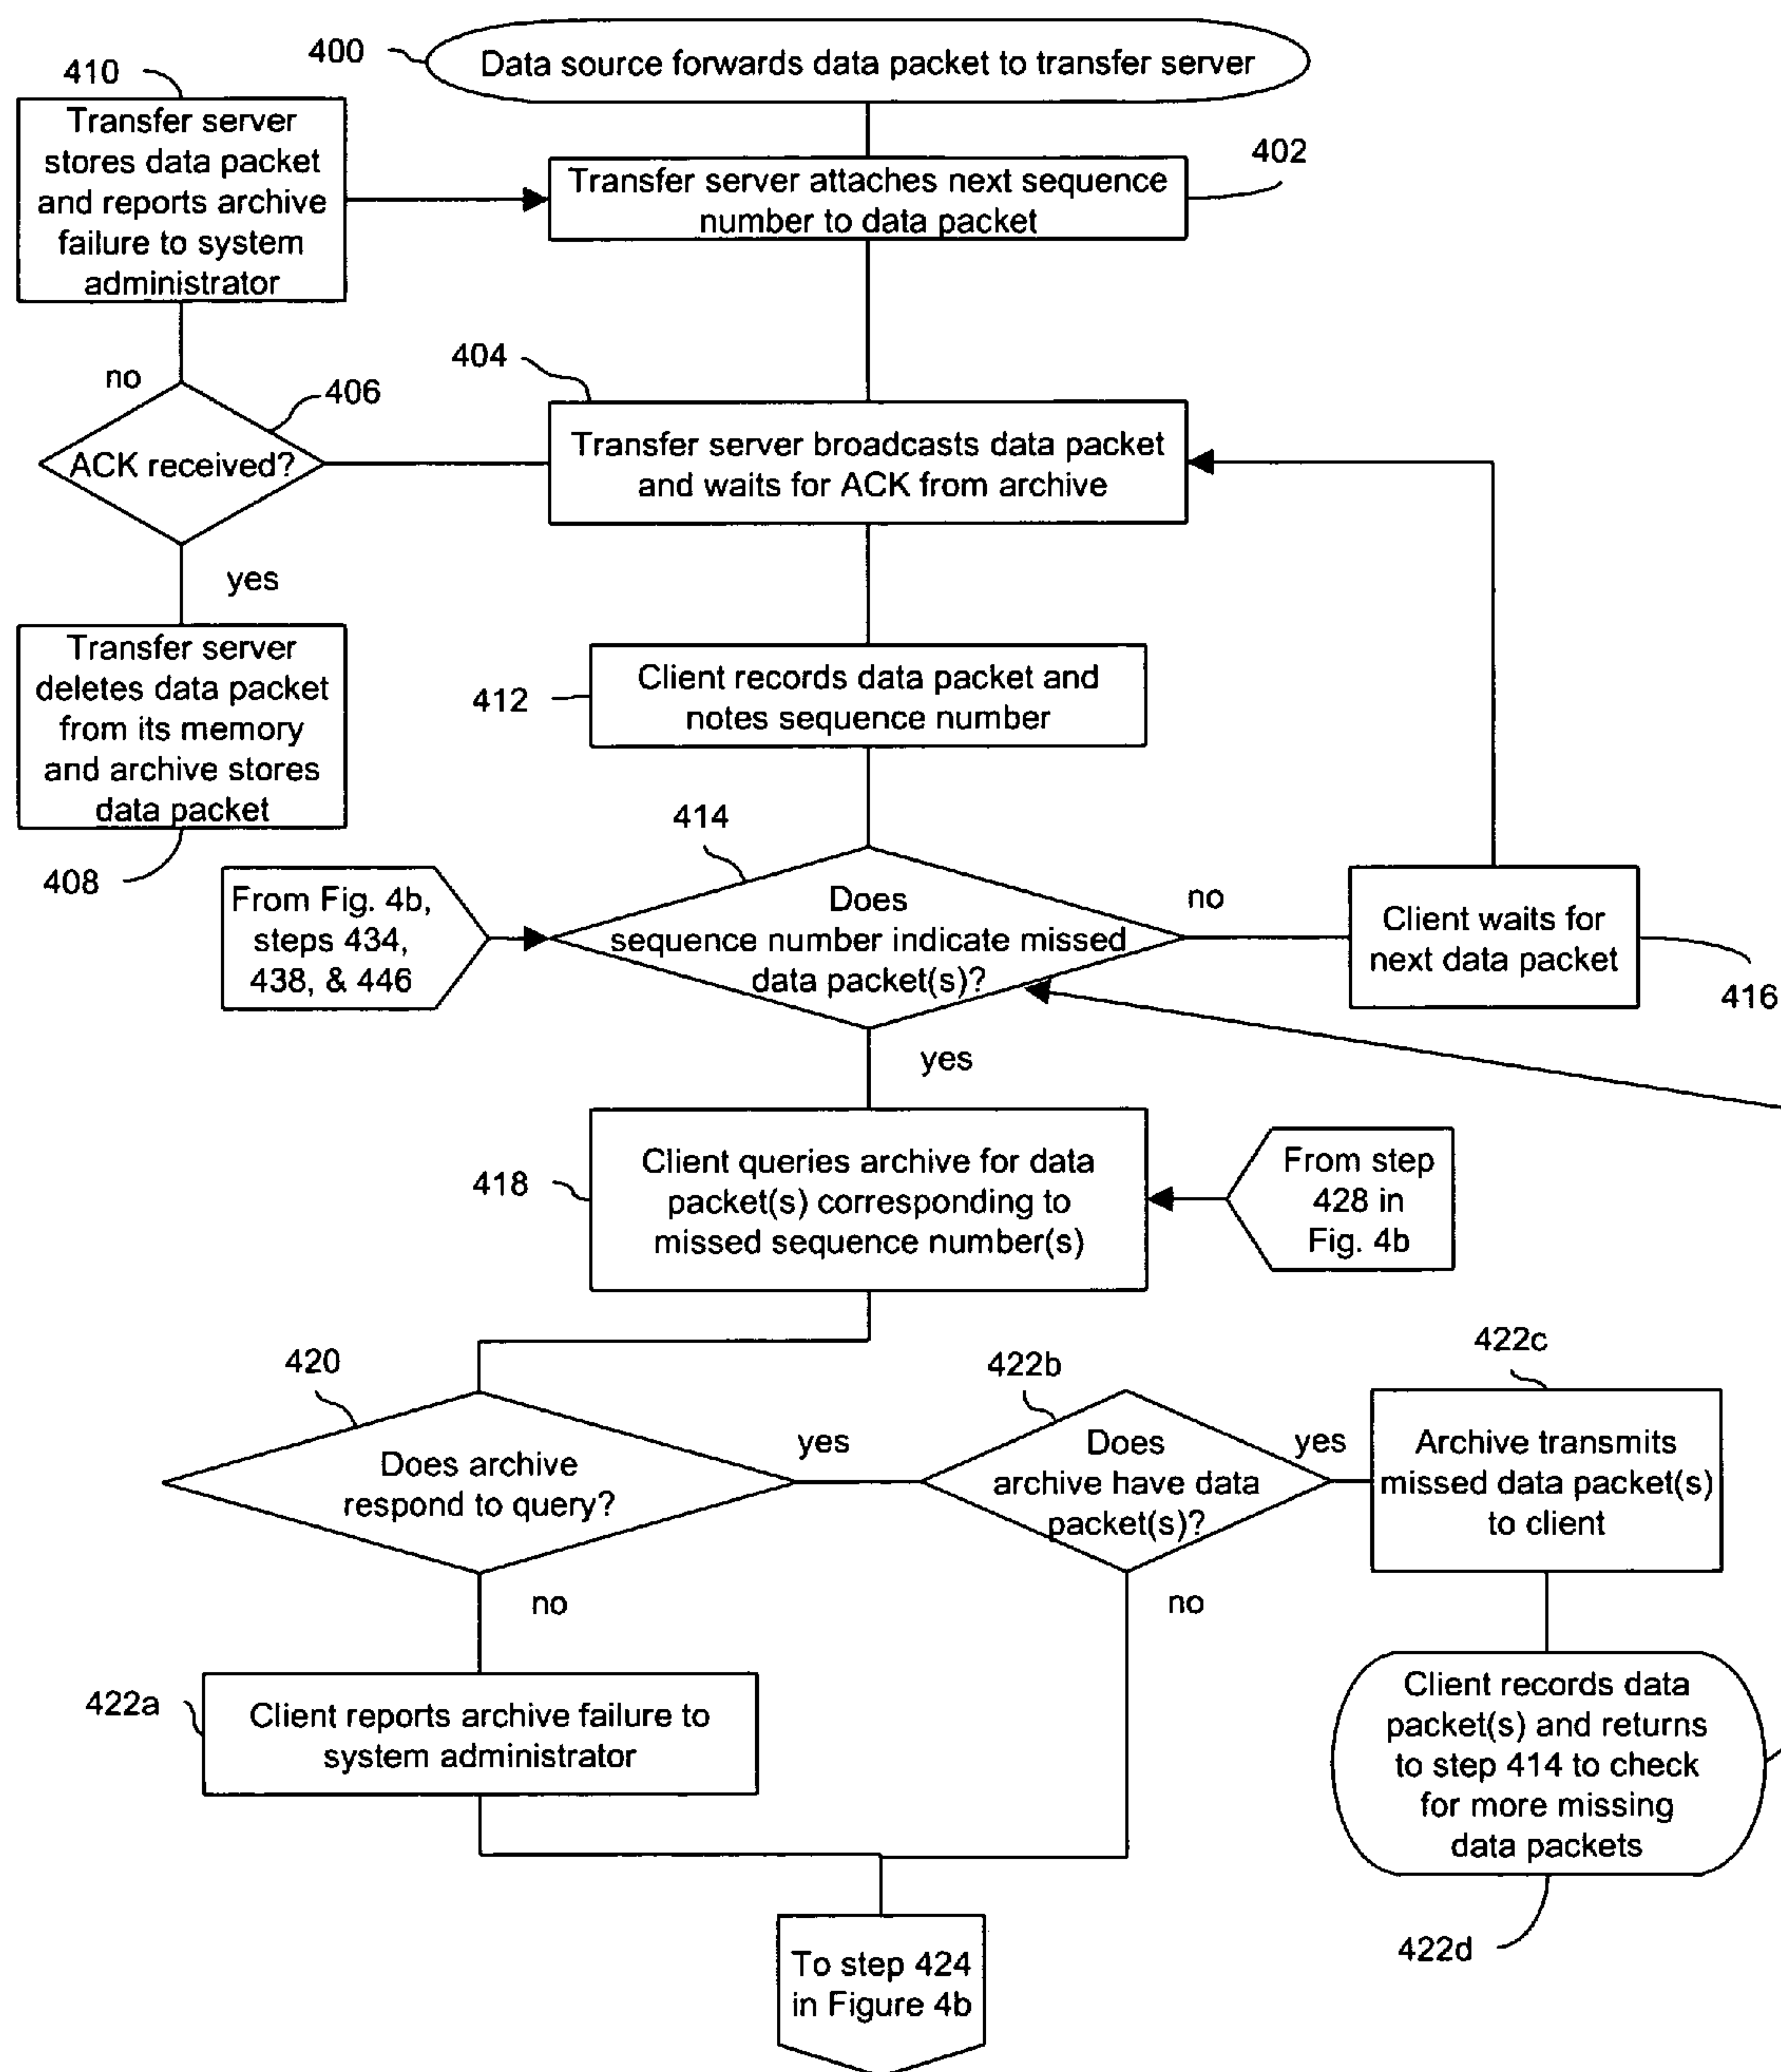 400
Data source forwards data packet to transfer server
410
Transfer server
stores data packet
and reports archive
failure to system
administrator
402
Transfer server attaches next sequence
number to data packet
404
Transfer server broadcasts data packet
and waits for ACK from archive
no
406
ACK received?
yes
Transfer server
deletes data packet
from its memory
and archive stores
data packet
408
412
Client records data packet and
notes sequence number
414
From Fig. 4b,
steps 434,
438, & 446
Does
sequence number indicate missed
data packet(s)?
no
Client waits for
next data packet
416
yes
418
Client queries archive for data
packet(s) corresponding to
missed sequence number(s)
From step
428 in
Fig. 4b
420
Does archive
respond to query?
yes
422b
Does
archive have data
packet(s)?
yes
422c
Archive transmits
missed data packet(s)
to client
no
no
422a
Client reports archive failure to
system administrator
Client records data
packet(s) and returns
to step 414 to check
for more missing
data packets
422d
To step 424
in Figure 4b